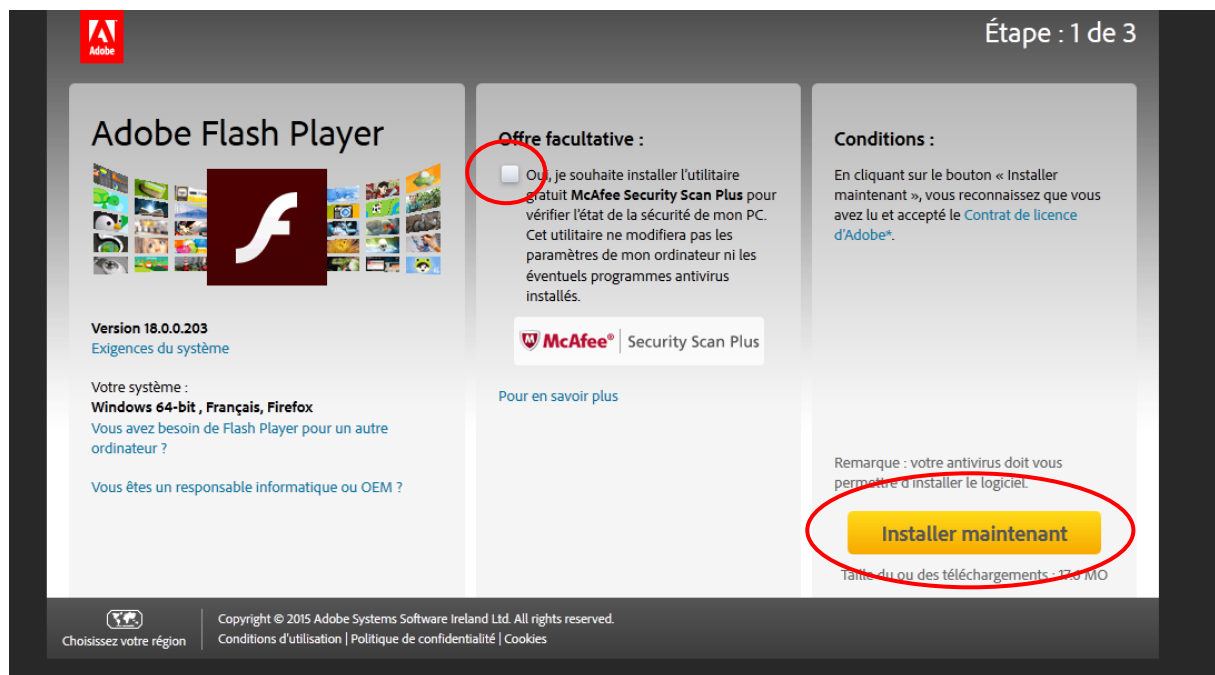 Adobe
Étape : 1 de 3
Adobe Flash Player
Version 18.0.0.203
Exigences du système
Votre système :
Windows 64-bit , Français, Firefox
Vous avez besoin de Flash Player pour un autre
ordinateur ?
Vous êtes un responsable informatique ou OEM ?
Offre facultative :
Oui, je souhaite installer l'utilitaire
gratuit McAfee Security Scan Plus pour
vérifier l'état de la sécurité de mon PC.
Cet utilitaire ne modifiera pas les
paramètres de mon ordinateur ni les
éventuels programmes antivirus
installés.
McAfee® Security Scan Plus
Pour en savoir plus
Conditions :
En cliquant sur le bouton « Installer
maintenant », vous reconnaissez que vous
avez lu et accepté le Contrat de licence
d'Adobe*.
Remarque : votre antivirus doit vous
permettre d'installer le logiciel.
Installer maintenant
Taille du ou des téléchargements : 17.6 MO
Choisissez votre région
Copyright © 2015 Adobe Systems Software Ireland Ltd. All rights reserved.
Conditions d'utilisation | Politique de confidentialité | Cookies